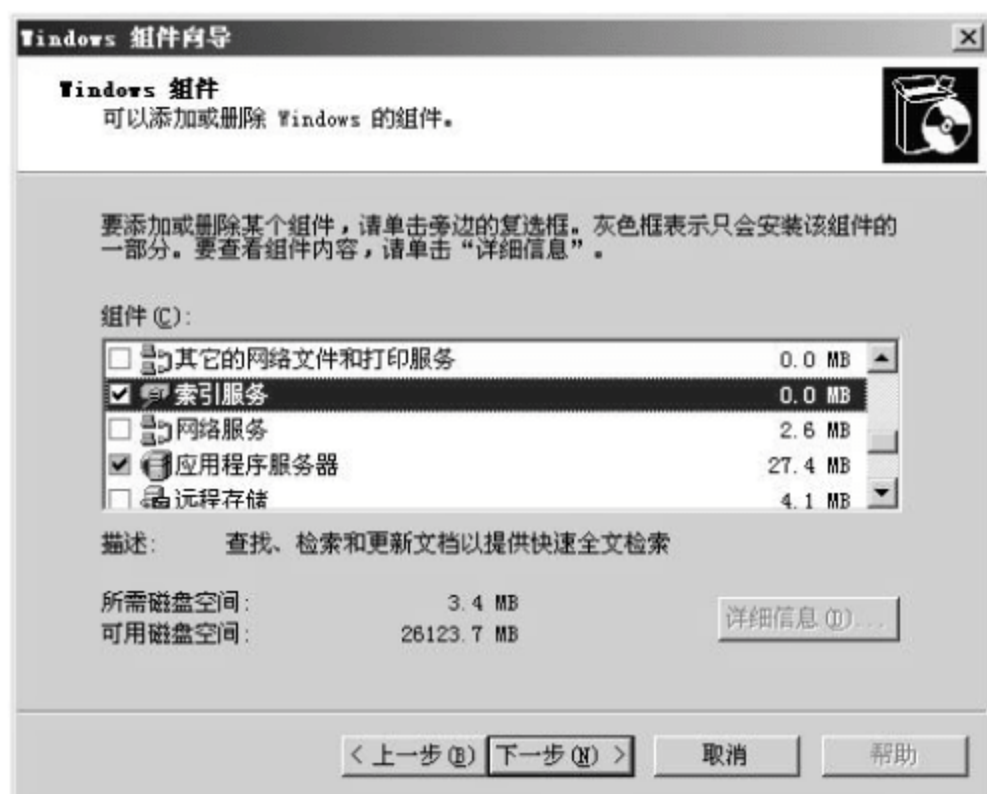 Windows 组件向导
Windows 组件
可以添加或删除 Windows 的组件。
要添加或删除某个组件，请单击旁边的复选框。灰色框表示只会安装该组件的
一部分。要查看组件内容，请单击“详细信息”。
组件(C):
其它的网络文件和打印服务 0.0 MB
索引服务 0.0 MB
网络服务 2.6 MB
应用程序服务器 27.4 MB
远程存储 4.1 MB
描述: 查找、检索和更新文档以提供快速全文检索
所需磁盘空间: 3.4 MB
可用磁盘空间: 26123.7 MB
详细信息(D)...
< 上一步(B) 下一步(N) > 取消 帮助